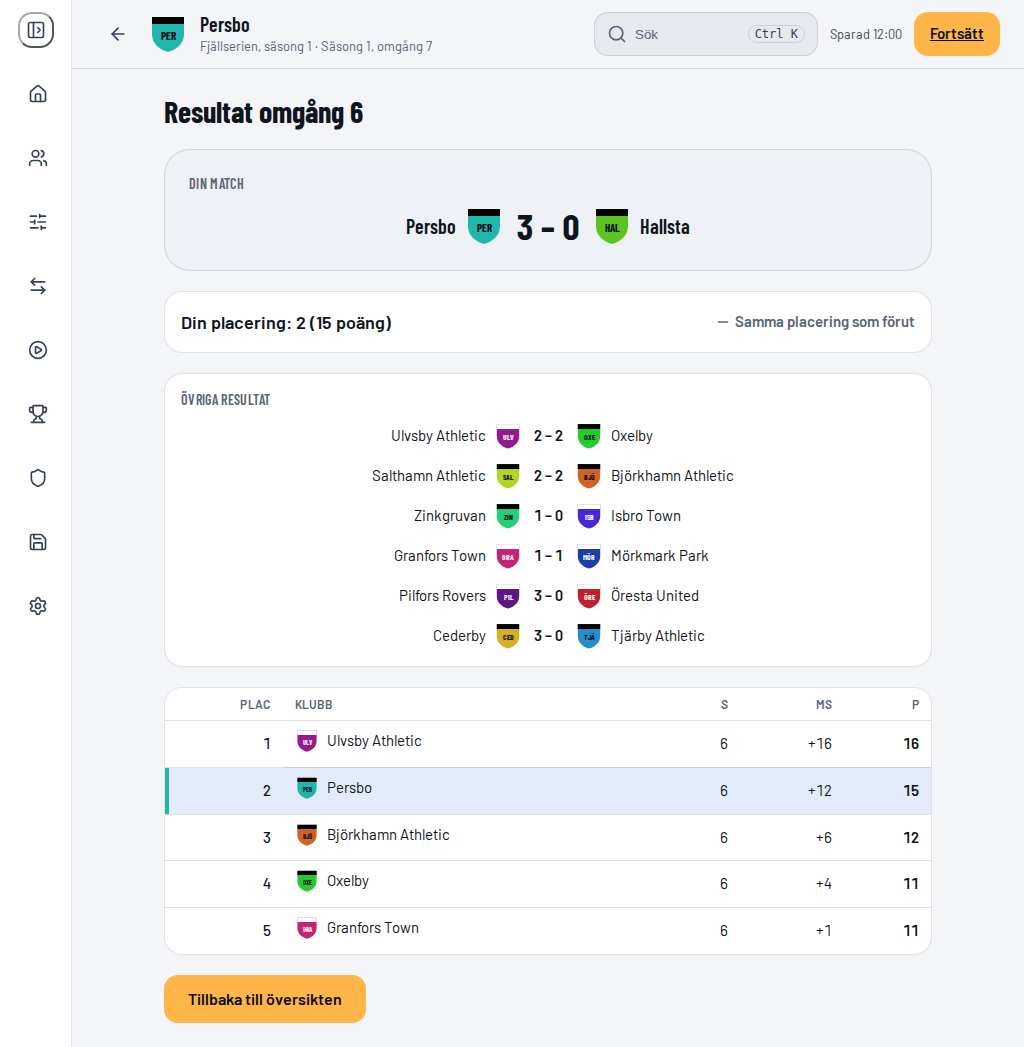 PER
Persbo
Fjällserien, säsong 1 · Säsong 1, omgång 7
Sök
Ctrl K
Sparad 12:00
Fortsätt
Resultat omgång 6
DIN MATCH
Persbo PER 3 – 0 HAL Hallsta
Din placering: 2 (15 poäng)
— Samma placering som förut
ÖVRIGA RESULTAT
Ulvsby Athletic ULV 2 – 2 OXE Oxelby
Salthamn Athletic SAL 2 – 2 BJÖ Björkhamn Athletic
Zinkgruvan ZIN 1 – 0 ISB Isbro Town
Granfors Town GRA 1 – 1 MÖR Mörkmark Park
Pilfors Rovers PIL 3 – 0 ÖRE Öresta United
Cederby CED 3 – 0 TJÄ Tjärby Athletic
PLAC KLUBB S MS P
1 ULV Ulvsby Athletic 6 +16 16
2 PER Persbo 6 +12 15
3 BJÖ Björkhamn Athletic 6 +6 12
4 OXE Oxelby 6 +4 11
5 GRA Granfors Town 6 +1 11
Tillbaka till översikten